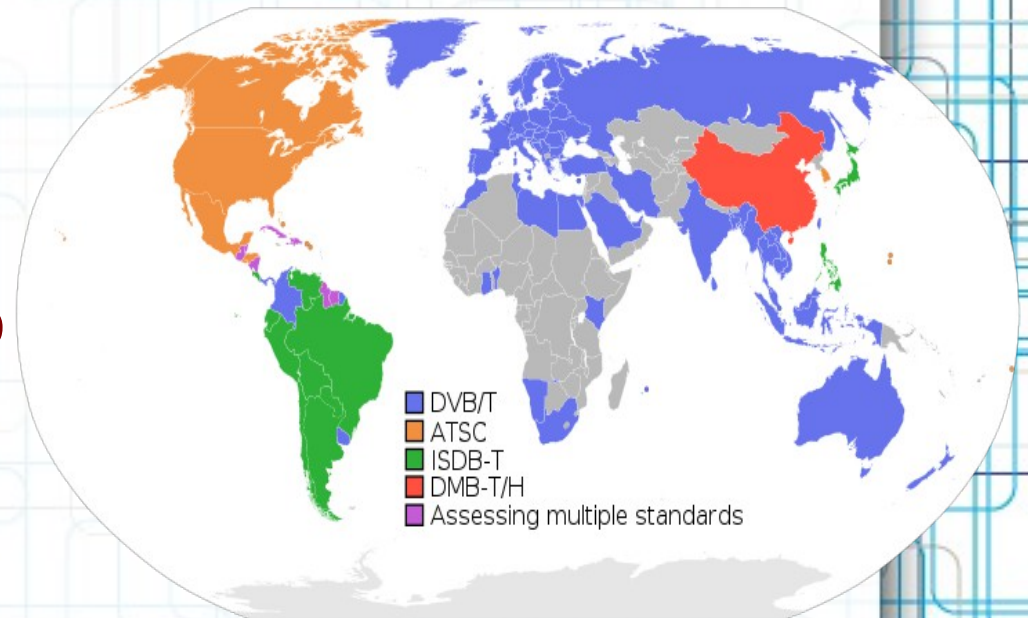 DVB/T
ATSC
ISDB-T
DMB-T/H
Assessing multiple standards